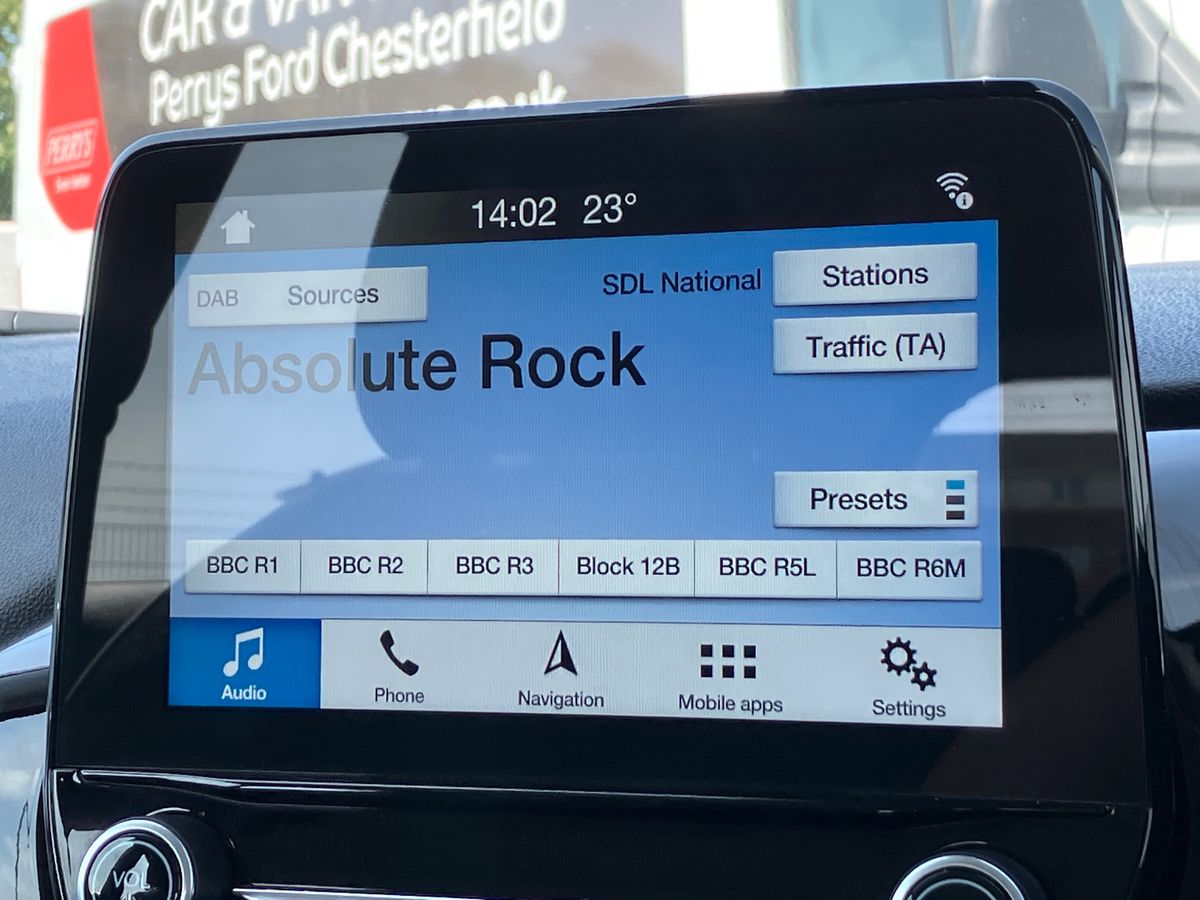 CAR & VAN
Perrys Ford Chesterfield
.co.uk
PERRYS
14:02 23°
DAB Sources
SDL National
Stations
Absolute Rock
Traffic (TA)
Presets
BBC R1 BBC R2 BBC R3 Block 12B BBC R5L BBC R6M
Audio Phone Navigation Mobile apps Settings
VOL